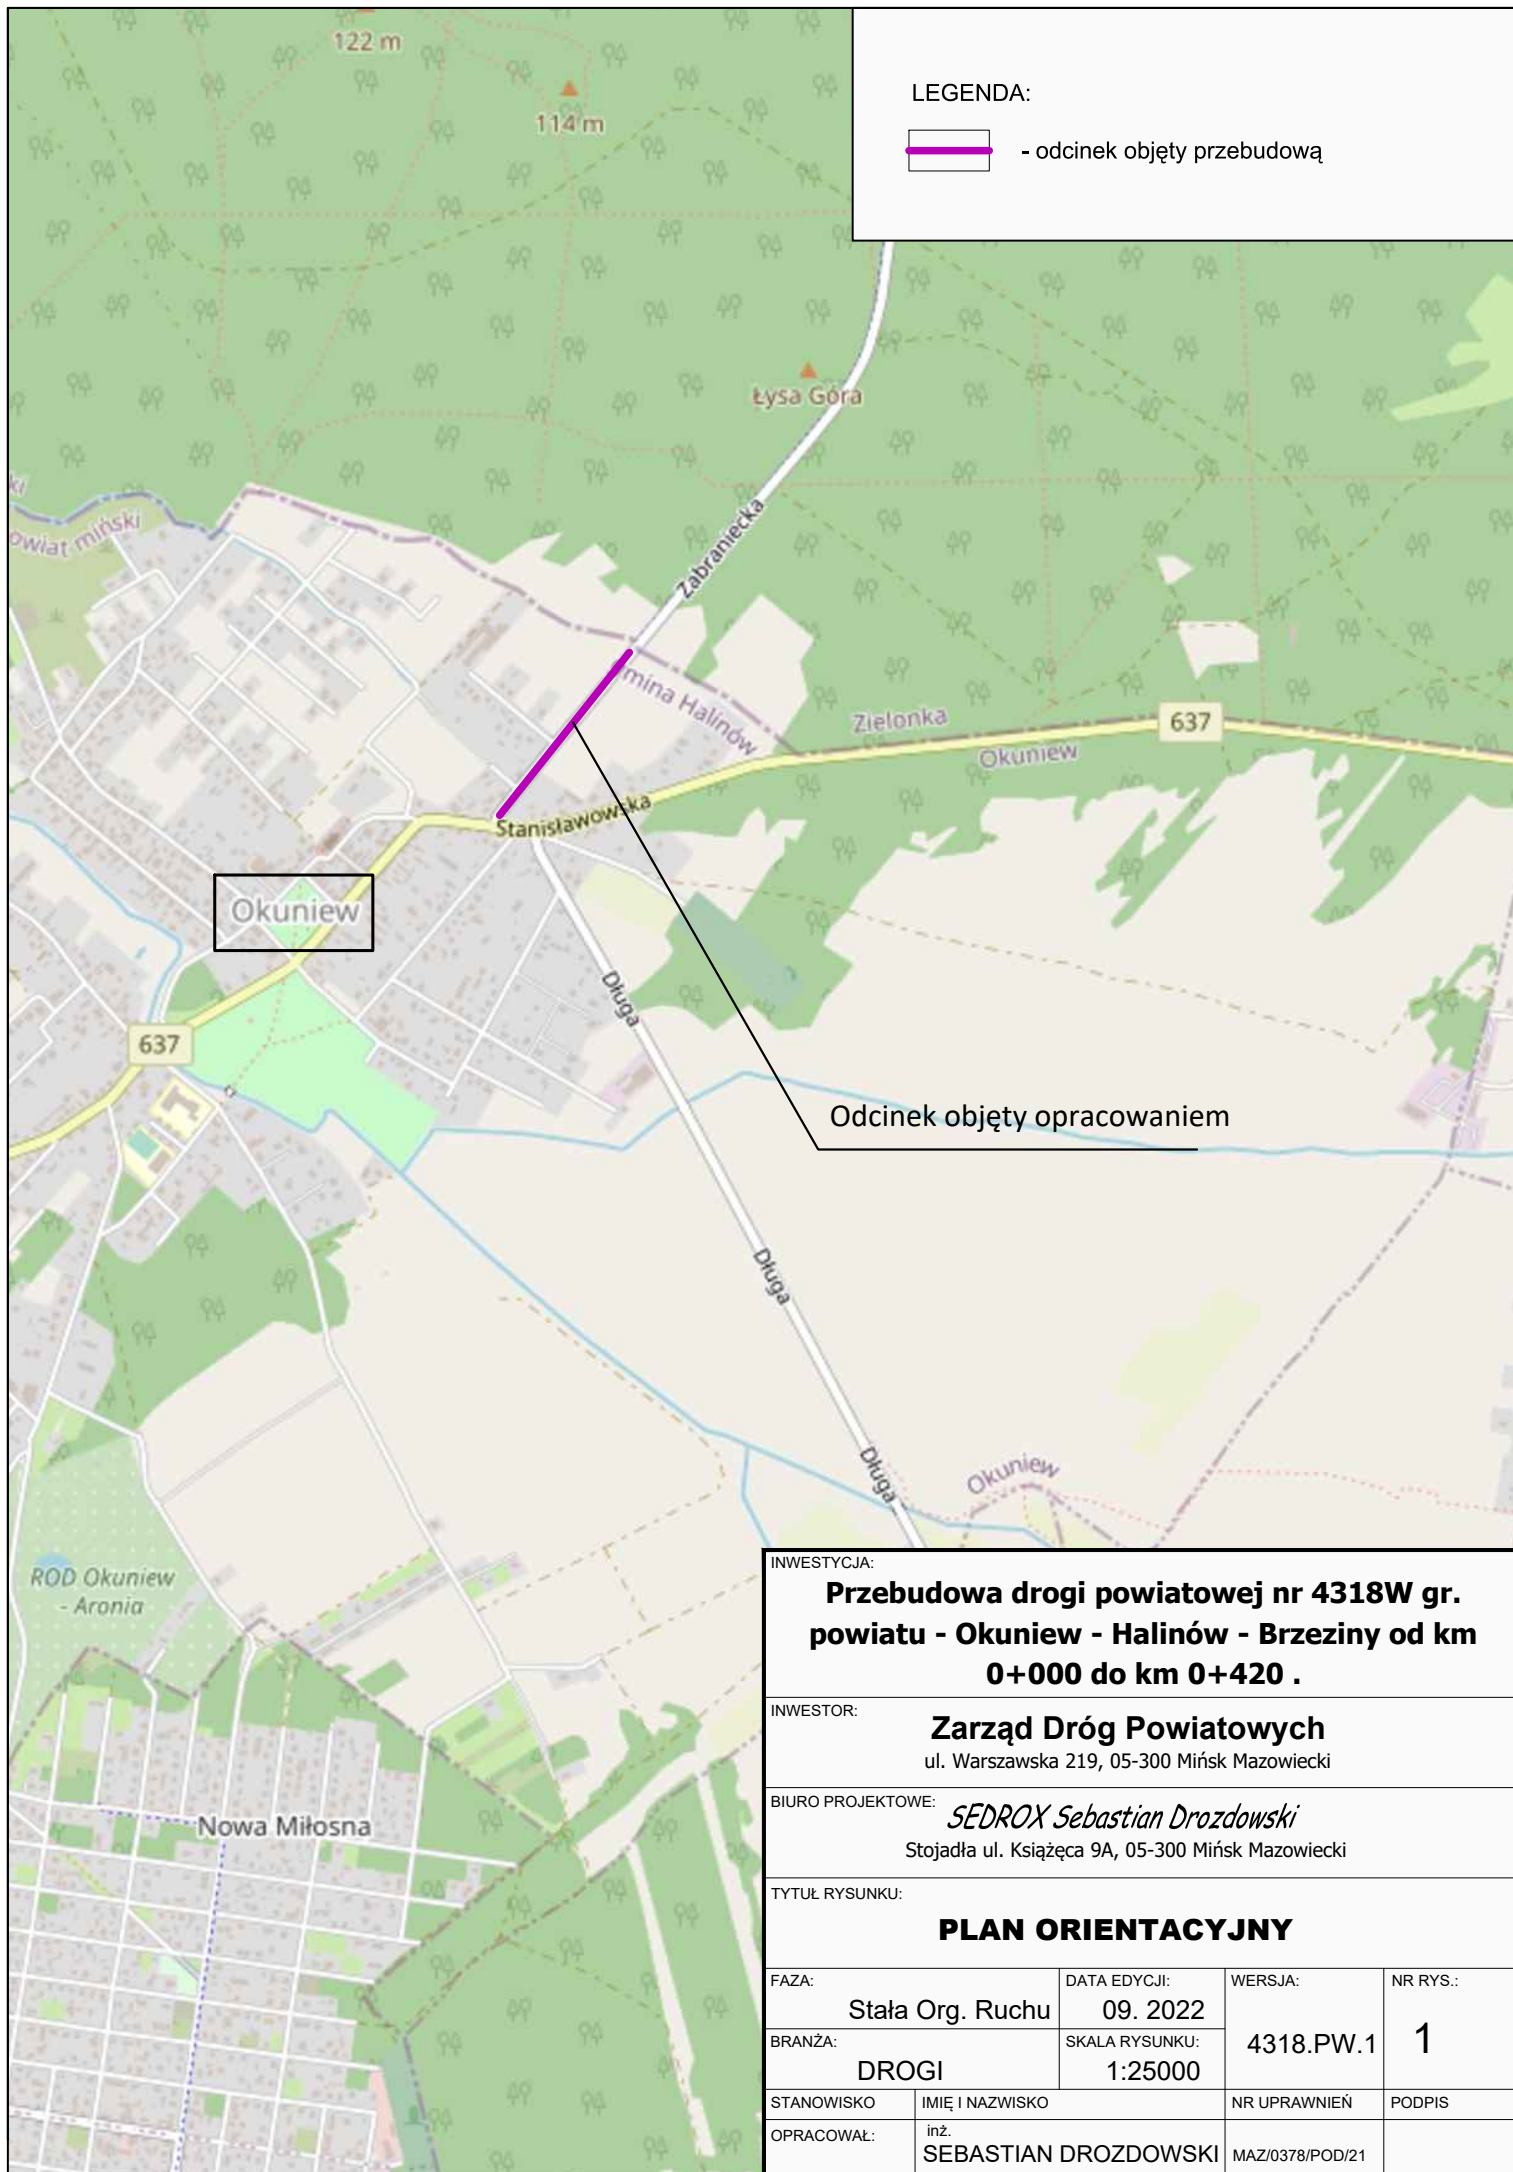 122 m
114 m
LEGENDA:
- odcinek objęty przebudową
Łysa Góra
Zabraniecka
owiat miński
mina Halinów
Zielonka
637
Okuniew
Stanisławowska
Okuniew
Długa
637
Odcinek objęty opracowaniem
Długa
Długa
Okuniew
ROD Okuniew
- Aronia
Nowa Miłosna
INWESTYCJA:
Przebudowa drogi powiatowej nr 4318W gr.
powiatu - Okuniew - Halinów - Brzeziny od km
0+000 do km 0+420 .
INWESTOR:
Zarząd Dróg Powiatowych
ul. Warszawska 219, 05-300 Mińsk Mazowiecki
BIURO PROJEKTOWE:
SEDROX Sebastian Drozdowski
Stojadła ul. Książęca 9A, 05-300 Mińsk Mazowiecki
TYTUŁ RYSUNKU:
PLAN ORIENTACYJNY
FAZA:
Stała Org. Ruchu
DATA EDYCJI:
09. 2022
WERSJA:
4318.PW.1
NR RYS.:
1
BRANŻA:
DROGI
SKALA RYSUNKU:
1:25000
STANOWISKO
IMIĘ I NAZWISKO
NR UPRAWNIEŃ
PODPIS
OPRACOWAŁ:
inż.
SEBASTIAN DROZDOWSKI
MAZ/0378/POD/21